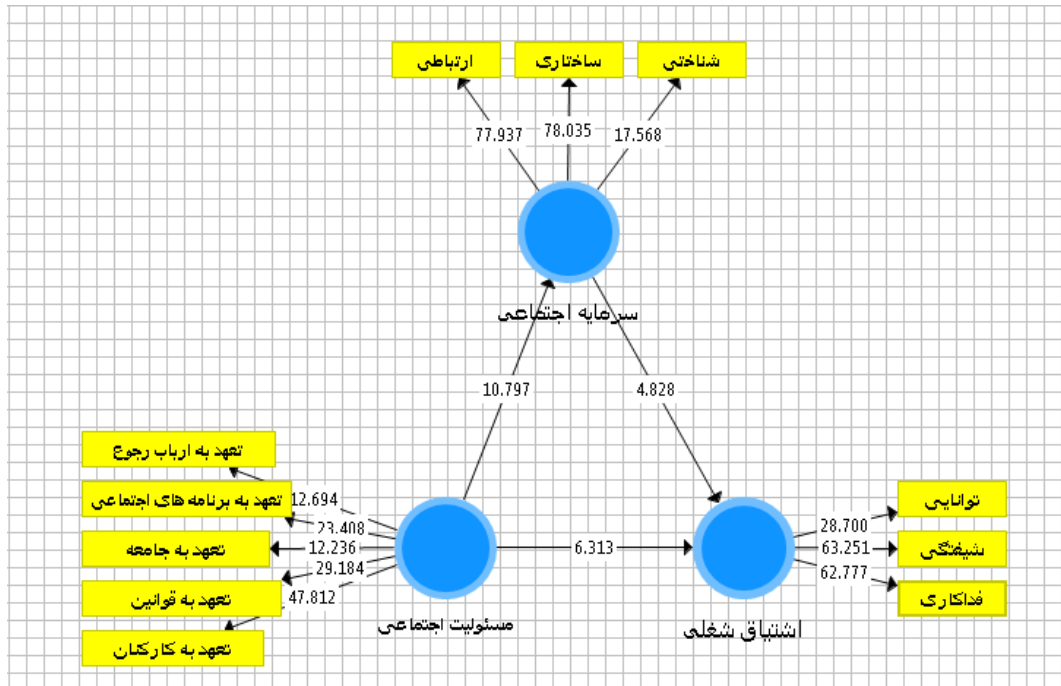 ارتباطی
ساختاری
شناختی
77.937
78.035
17.568
سرمایه اجتماعی
10.797
4.828
تعهد به ارباب رجوع
12.694
تعهد به برنامه های اجتماعی
23.408
تعهد به جامعه
12.236
29.184
تعهد به قوانین
47.812
تعهد به کارکنان
مسئولیت اجتماعی
6.313
اشتیاق شغلی
28.700
توانایی
63.251
شیفتگی
62.777
فداکاری